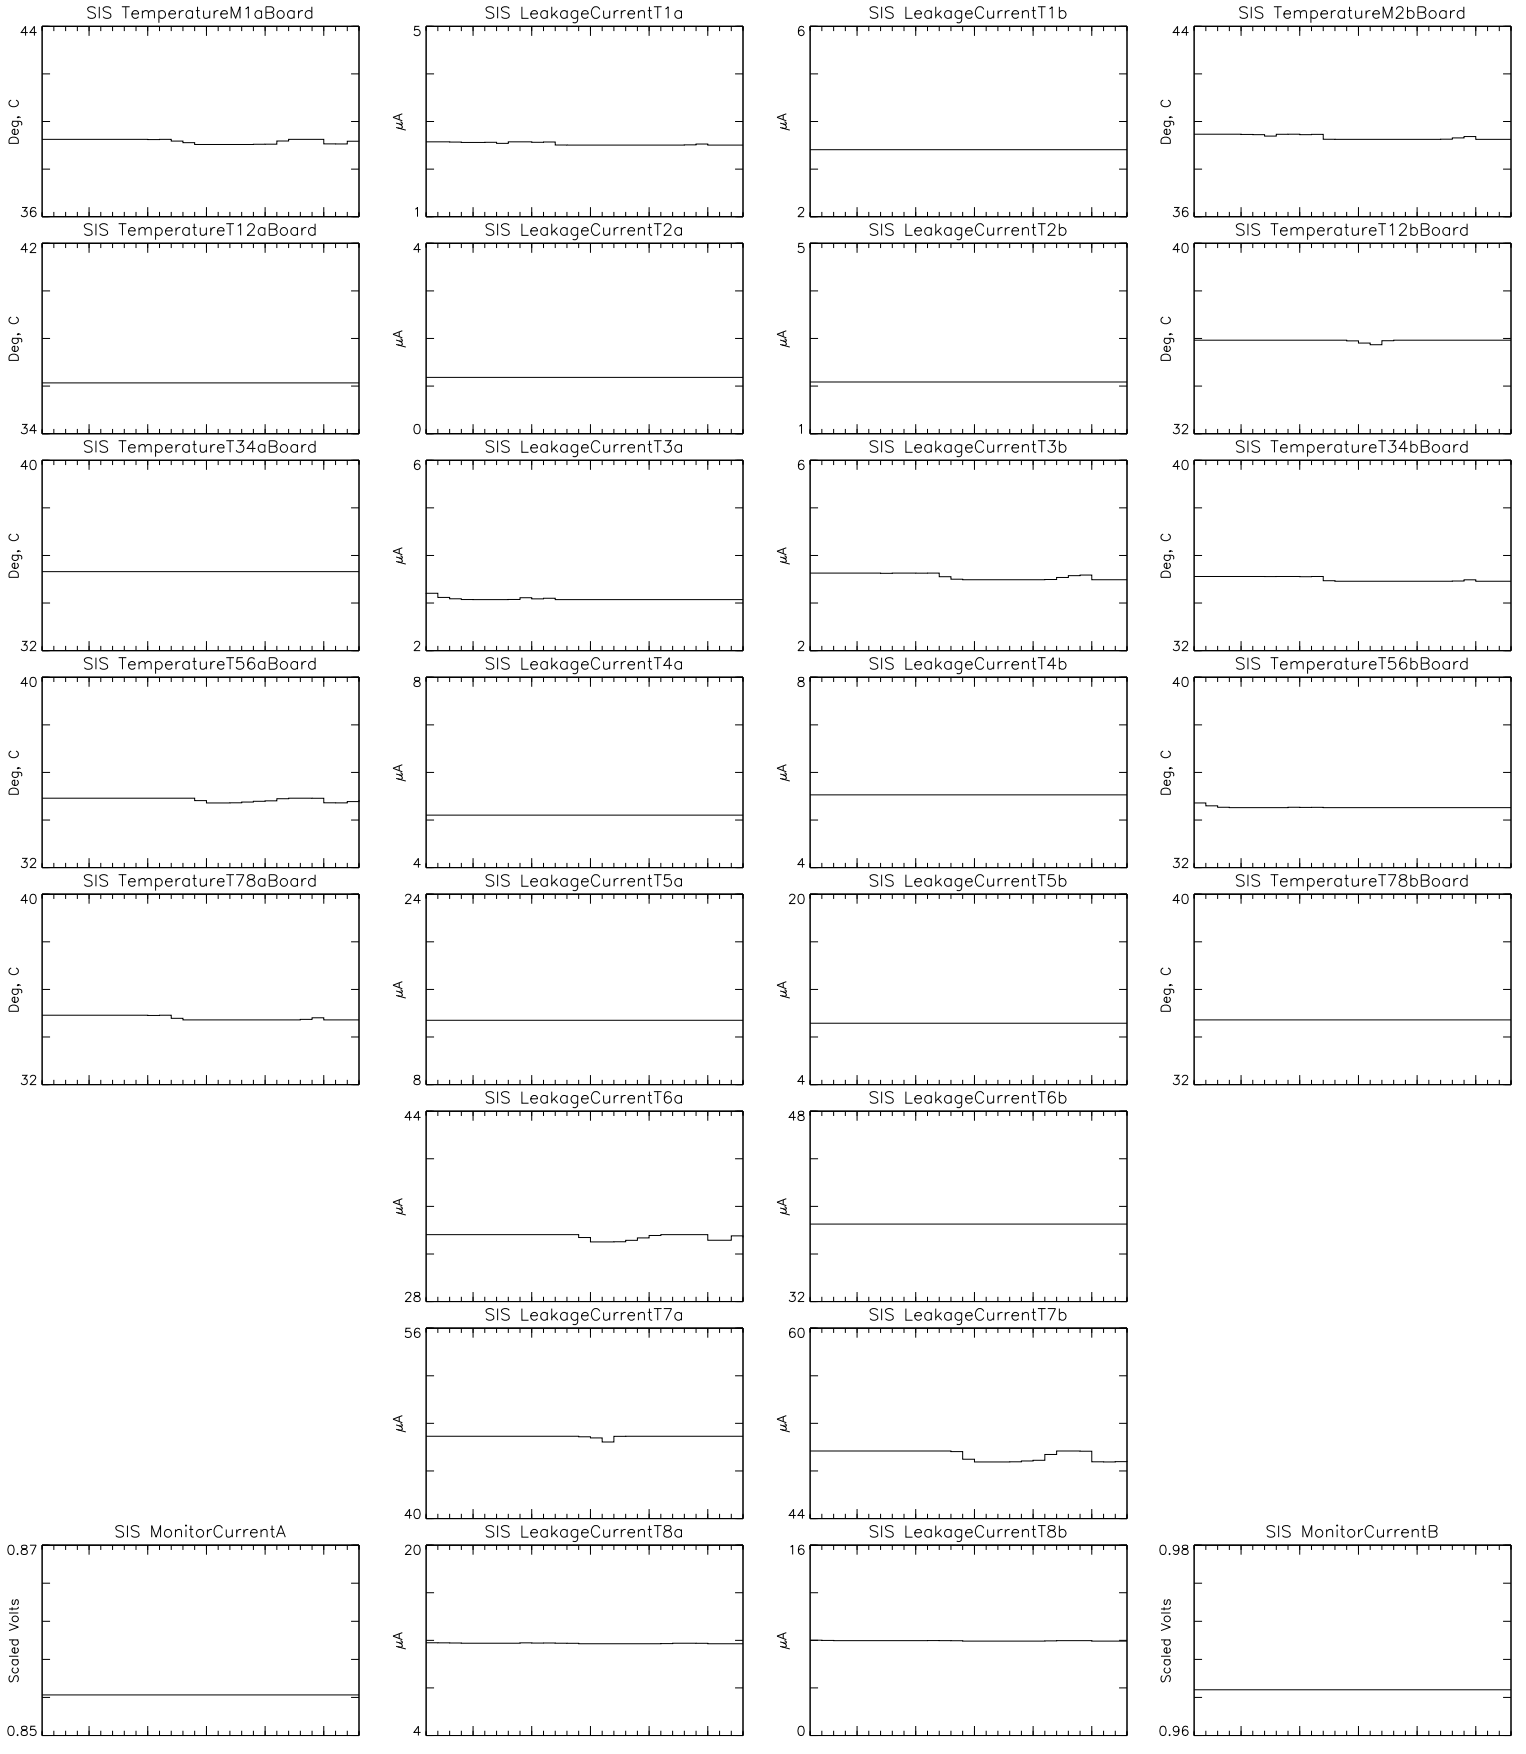 SIS TemperatureM1aBoard
44
Deg, C
36
SIS LeakageCurrentT1a
5
μA
1
SIS LeakageCurrentT1b
6
μA
2
SIS TemperatureM2bBoard
44
Deg, C
36
SIS TemperatureT12aBoard
42
Deg, C
34
SIS LeakageCurrentT2a
4
μA
0
SIS LeakageCurrentT2b
5
μA
1
SIS TemperatureT12bBoard
40
Deg, C
32
SIS TemperatureT34aBoard
40
Deg, C
32
SIS LeakageCurrentT3a
6
μA
2
SIS LeakageCurrentT3b
6
μA
2
SIS TemperatureT34bBoard
40
Deg, C
32
SIS TemperatureT56aBoard
40
Deg, C
32
SIS LeakageCurrentT4a
8
μA
4
SIS LeakageCurrentT4b
8
μA
4
SIS TemperatureT56bBoard
40
Deg, C
32
SIS TemperatureT78aBoard
40
Deg, C
32
SIS LeakageCurrentT5a
24
μA
8
SIS LeakageCurrentT5b
20
μA
4
SIS TemperatureT78bBoard
40
Deg, C
32
SIS LeakageCurrentT6a
44
μA
28
SIS LeakageCurrentT6b
48
μA
32
SIS LeakageCurrentT7a
56
μA
40
SIS LeakageCurrentT7b
60
μA
44
SIS MonitorCurrentA
0.87
Scaled Volts
0.85
SIS LeakageCurrentT8a
20
μA
4
SIS LeakageCurrentT8b
16
μA
0
SIS MonitorCurrentB
0.98
Scaled Volts
0.96